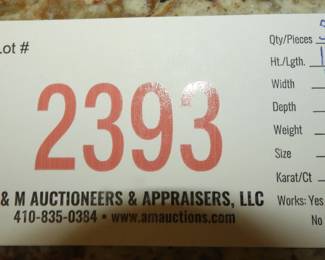 Lot #
2393
& M AUCTIONEERS & APPRAISERS, LLC
410-835-0384 • www.amauctions.com
Qty/Pieces
Ht./Lgth.
Width
Depth
Weight
Size
Karat/Ct
Works: Yes
No